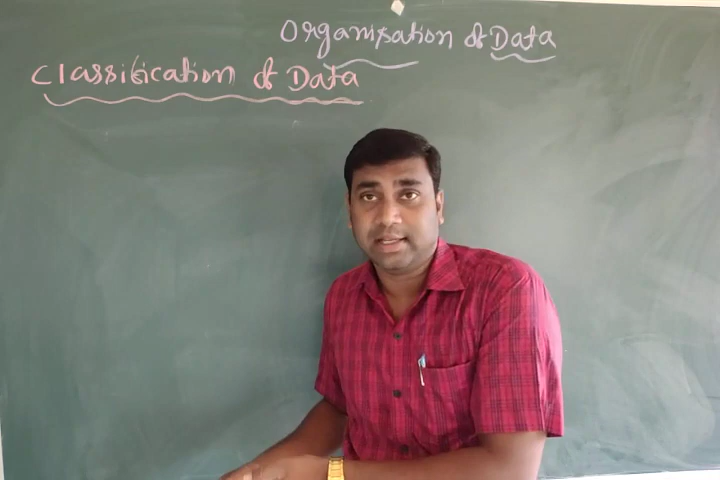 Organisation of Data
Classification of Data